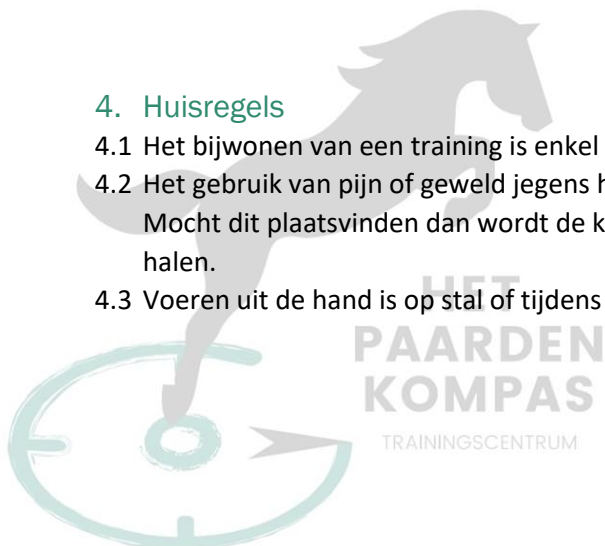 4. Huisregels
4.1 Het bijwonen van een training is enkel
4.2 Het gebruik van pijn of geweld jegens h
Mocht dit plaatsvinden dan wordt de k
halen.
4.3 Voeren uit de hand is op stal of tijdens
HET
PAARDEN
KOMPAS
TRAININGSCENTRUM